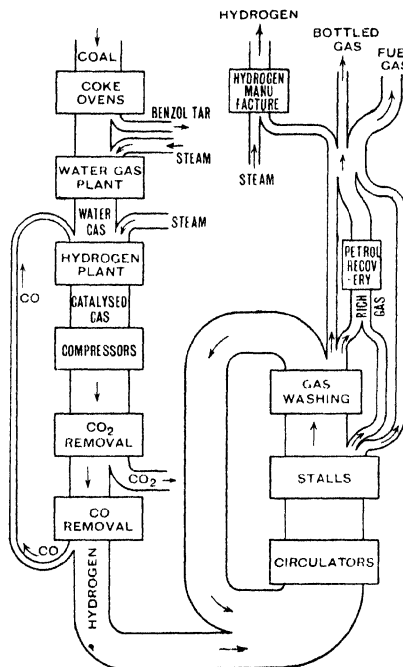 HYDROGEN
BOTTLED
GAS
FUE
GAS
COAL
COKE
OVENS
BENZOL TAR
STEAM
WATER GAS
PLANT
WATER
GAS
STEAM
HYDROGEN
PLANT
CO
CATALYSED
GAS
COMPRESSORS
CO2
REMOVAL
CO2
CO
REMOVAL
CO
HYDROGEN
HYDROGEN
MANU
FACTURE
STEAM
PETROL
RECOV
-ERY
RICH
GAS
GAS
WASHING
STALLS
CIRCULATORS